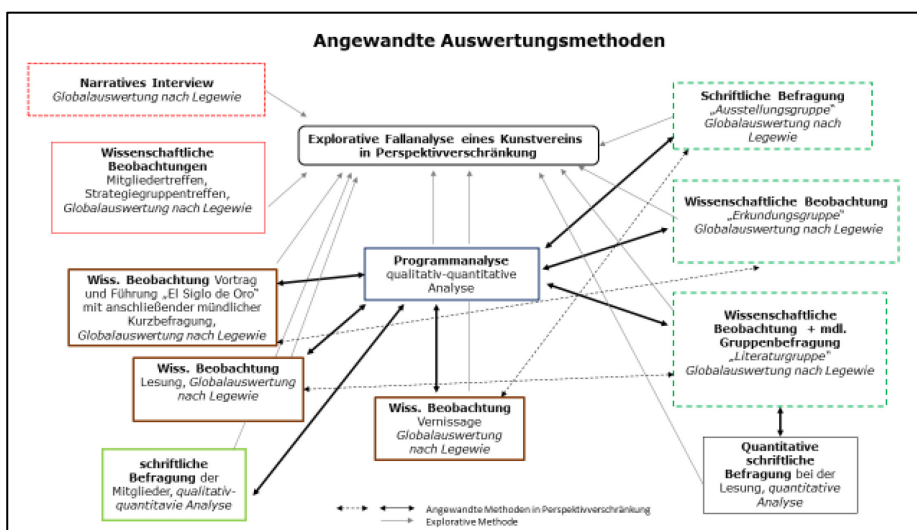 Angewandte Auswertungsmethoden
Narratives Interview
Globalauswertung nach Legewie
Wissenschaftliche
Beobachtungen
Mitgliedertreffen,
Strategiegruppentreffen,
Globalauswertung nach Legewie
Explorative Fallanalyse eines Kunstvereins
in Perspektivverschränkung
Schriftliche Befragung
„Ausstellungsgruppe“
Globalauswertung nach
Legewie
Wissenschaftliche Beobachtung
„Erkundungsgruppe“
Globalauswertung nach Legewie
Programmanalyse
qualitativ-quantitative
Analyse
Wiss. Beobachtung Vortrag
und Führung „El Siglo de Oro“
mit anschließender mündlicher
Kurzbefragung,
Globalauswertung nach Legewie
Wissenschaftliche
Beobachtung + mdl.
Gruppenbefragung
„Literaturgruppe“
Globalauswertung nach Legewie
Wiss. Beobachtung
Lesung, Globalauswertung
nach Legewie
Wiss. Beobachtung
Vernissage
Globalauswertung
nach Legewie
schriftliche
Befragung der
Mitglieder, qualitativ-
quantitavie Analyse
Quantitative
schriftliche
Befragung bei der
Lesung, quantitative
Analyse
Angewandte Methoden in Perspektivverschränkung
Explorative Methode